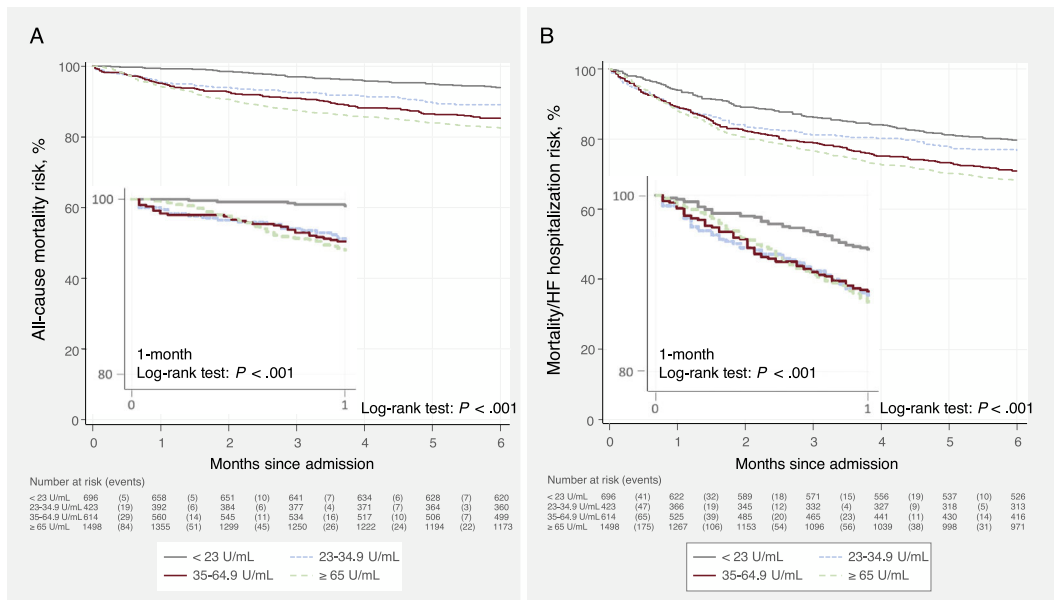 A
All-cause mortality risk, %
100
80
60
40
20
0
100
80
0
1
1-month
Log-rank test: P < .001
Log-rank test: P < .001
0 1 2 3 4 5 6
Months since admission
Number at risk (events)
< 23 U/mL 696 (5) 658 (5) 651 (10) 641 (7) 634 (6) 628 (7) 620
23-34.9 U/mL 423 (19) 392 (6) 384 (6) 377 (4) 371 (7) 364 (3) 360
35-64.9 U/mL 614 (29) 560 (14) 545 (11) 534 (16) 517 (10) 506 (7) 499
≥ 65 U/mL 1498 (84) 1355 (51) 1299 (45) 1250 (26) 1222 (24) 1194 (22) 1173
< 23 U/mL 23-34.9 U/mL
35-64.9 U/mL ≥ 65 U/mL
B
Mortality/HF hospitalization risk, %
100
80
60
40
20
0
100
80
0
1
1-month
Log-rank test: P < .001
Log-rank test: P < .001
0 1 2 3 4 5 6
Months since admission
Number at risk (events)
< 23 U/mL 696 (41) 622 (32) 589 (18) 571 (15) 556 (19) 537 (10) 526
23-34.9 U/mL 423 (47) 366 (19) 345 (12) 332 (4) 327 (9) 318 (5) 313
35-64.9 U/mL 614 (65) 525 (39) 485 (20) 465 (23) 441 (11) 430 (14) 416
≥ 65 U/mL 1498 (175) 1267 (106) 1153 (54) 1096 (56) 1039 (38) 998 (31) 971
< 23 U/mL 23-34.9 U/mL
35-64.9 U/mL ≥ 65 U/mL